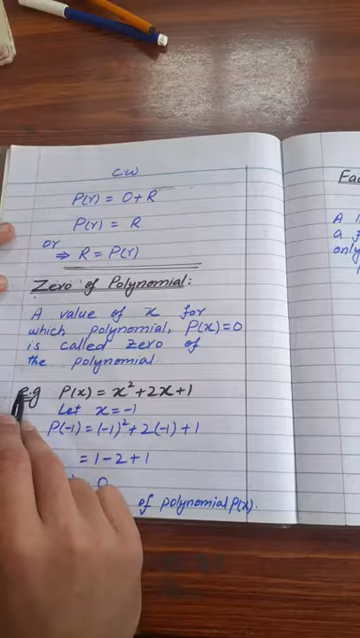 CW
P(r) = 0 + R
P(r) = R
or
⇒ R = P(r)
Zero of Polynomial:
A value of x for
which polynomial, P(x)=0
is called zero of
the polynomial.
e.g P(x) = x² + 2x + 1
Let x = -1
P(-1) = (-1)² + 2(-1) + 1
= 1 - 2 + 1
0
of polynomial P(x).
A
a
only